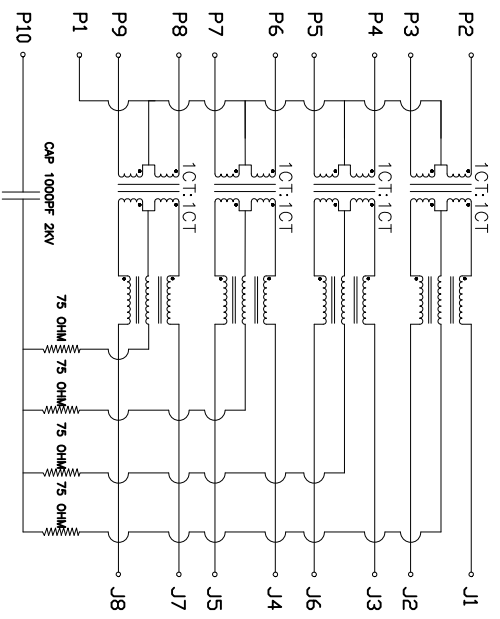 P10
P1
P9
P8
P7
P6
P5
P4
P3
P2
1CT:1CT
1CT:1CT
1CT:1CT
1CT:1CT
CAP 1000PF 2KV
75 OHM
75 OHM
75 OHM
75 OHM
J8
J7
J5
J4
J6
J3
J2
J1